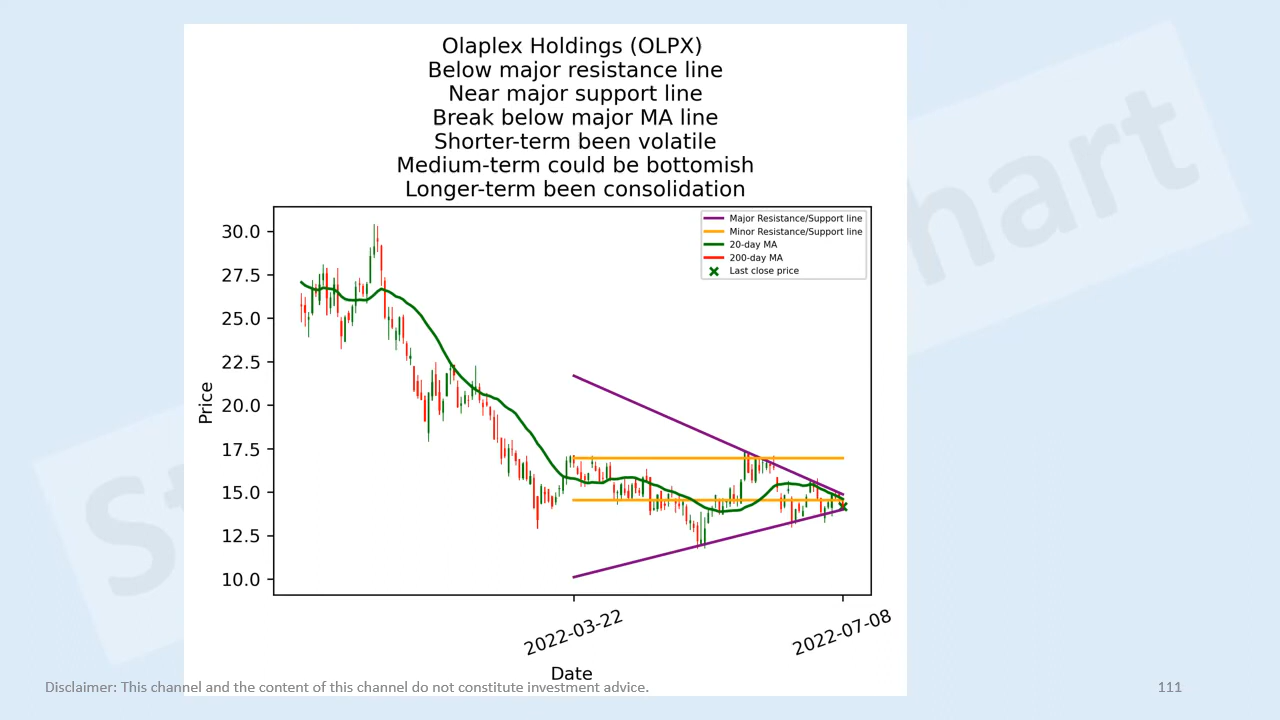 Olaplex Holdings (OLPX)
Below major resistance line
Near major support line
Break below major MA line
Shorter-term been volatile
Medium-term could be bottomish
Longer-term been consolidation
Major Resistance/Support line
Minor Resistance/Support line
20-day MA
200-day MA
Last close price
30.0
27.5
25.0
22.5
20.0
17.5
15.0
12.5
10.0
Price
2022-03-22
2022-07-08
Date
Disclaimer: This channel and the content of this channel do not constitute investment advice.
111